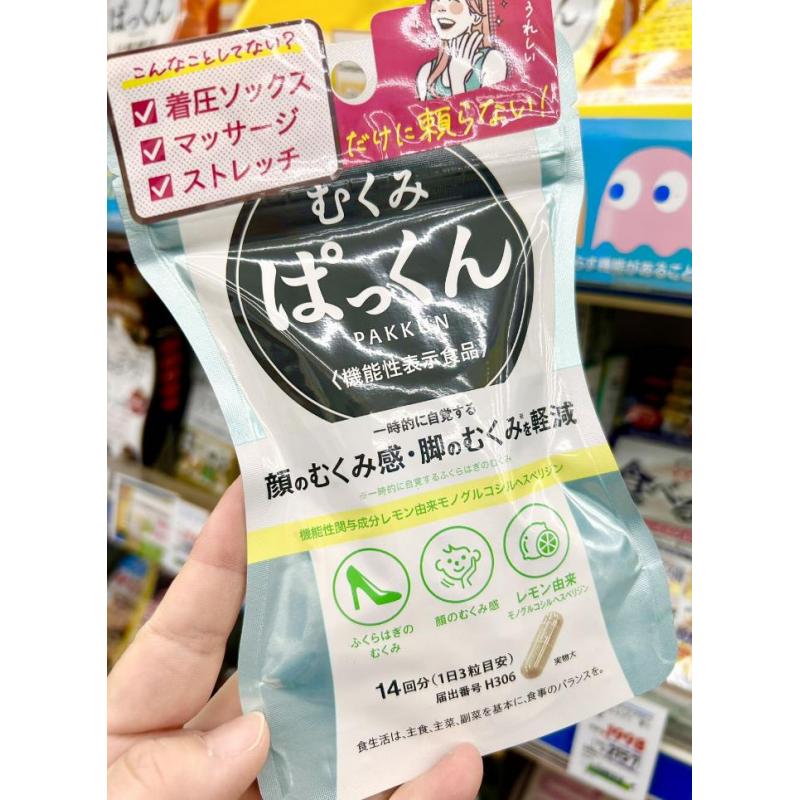 こんなことしてない?
着圧ソックス
マッサージ
ストレッチ
うれしい
だけに頼らない!
むくみ
ぱっくん
PAKKUN
〈機能性表示食品〉
一時的に自覚する
顔のむくみ感・脚のむくみ※を軽減
※一時的に自覚するふくらはぎのむくみ
機能性関与成分レモン由来モノグルコシルヘスペリジン
ふくらはぎの
むくみ
顔のむくみ感
レモン由来
モノグルコシルヘスペリジン
14回分(1日3粒目安)
届出番号 H306
実物大
食生活は、主食、主菜、副菜を基本に、食事のバランスを。
らず機能があること